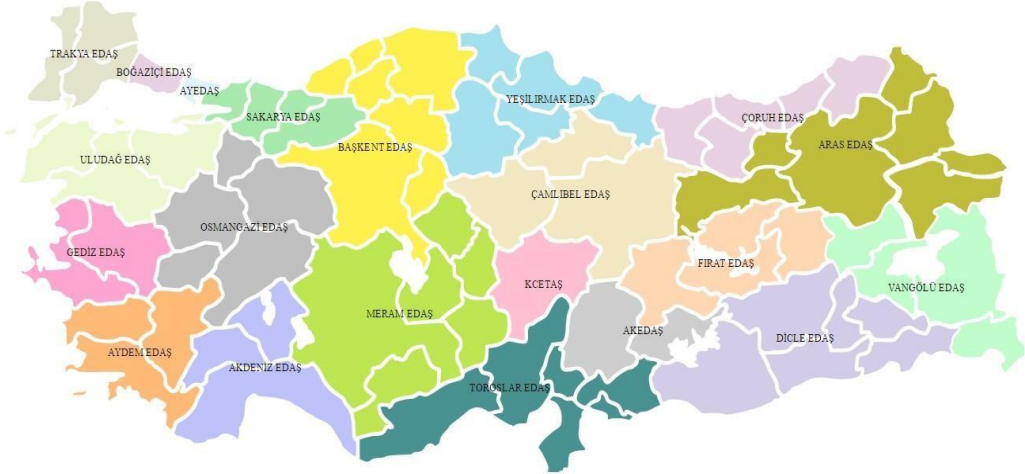 TRAKYA EDAŞ
BOĞAZİÇİ EDAŞ
AYEDAŞ
SAKARYA EDAŞ
YEŞİLIRMAK EDAŞ
ÇORUH EDAŞ
ULUDAĞ EDAŞ
BAŞKENT EDAŞ
ARAS EDAŞ
ÇAMLIBEL EDAŞ
OSMANGAZİ EDAŞ
GEDİZ EDAŞ
FIRAT EDAŞ
KCETAŞ
VANGÖLÜ EDAŞ
MERAM EDAŞ
AKEDAŞ
DİCLE EDAŞ
AYDEM EDAŞ
AKDENİZ EDAŞ
TOROSLAR EDAŞ